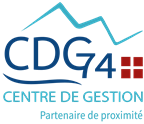 CDG74
CENTRE DE GESTION
Partenaire de proximité